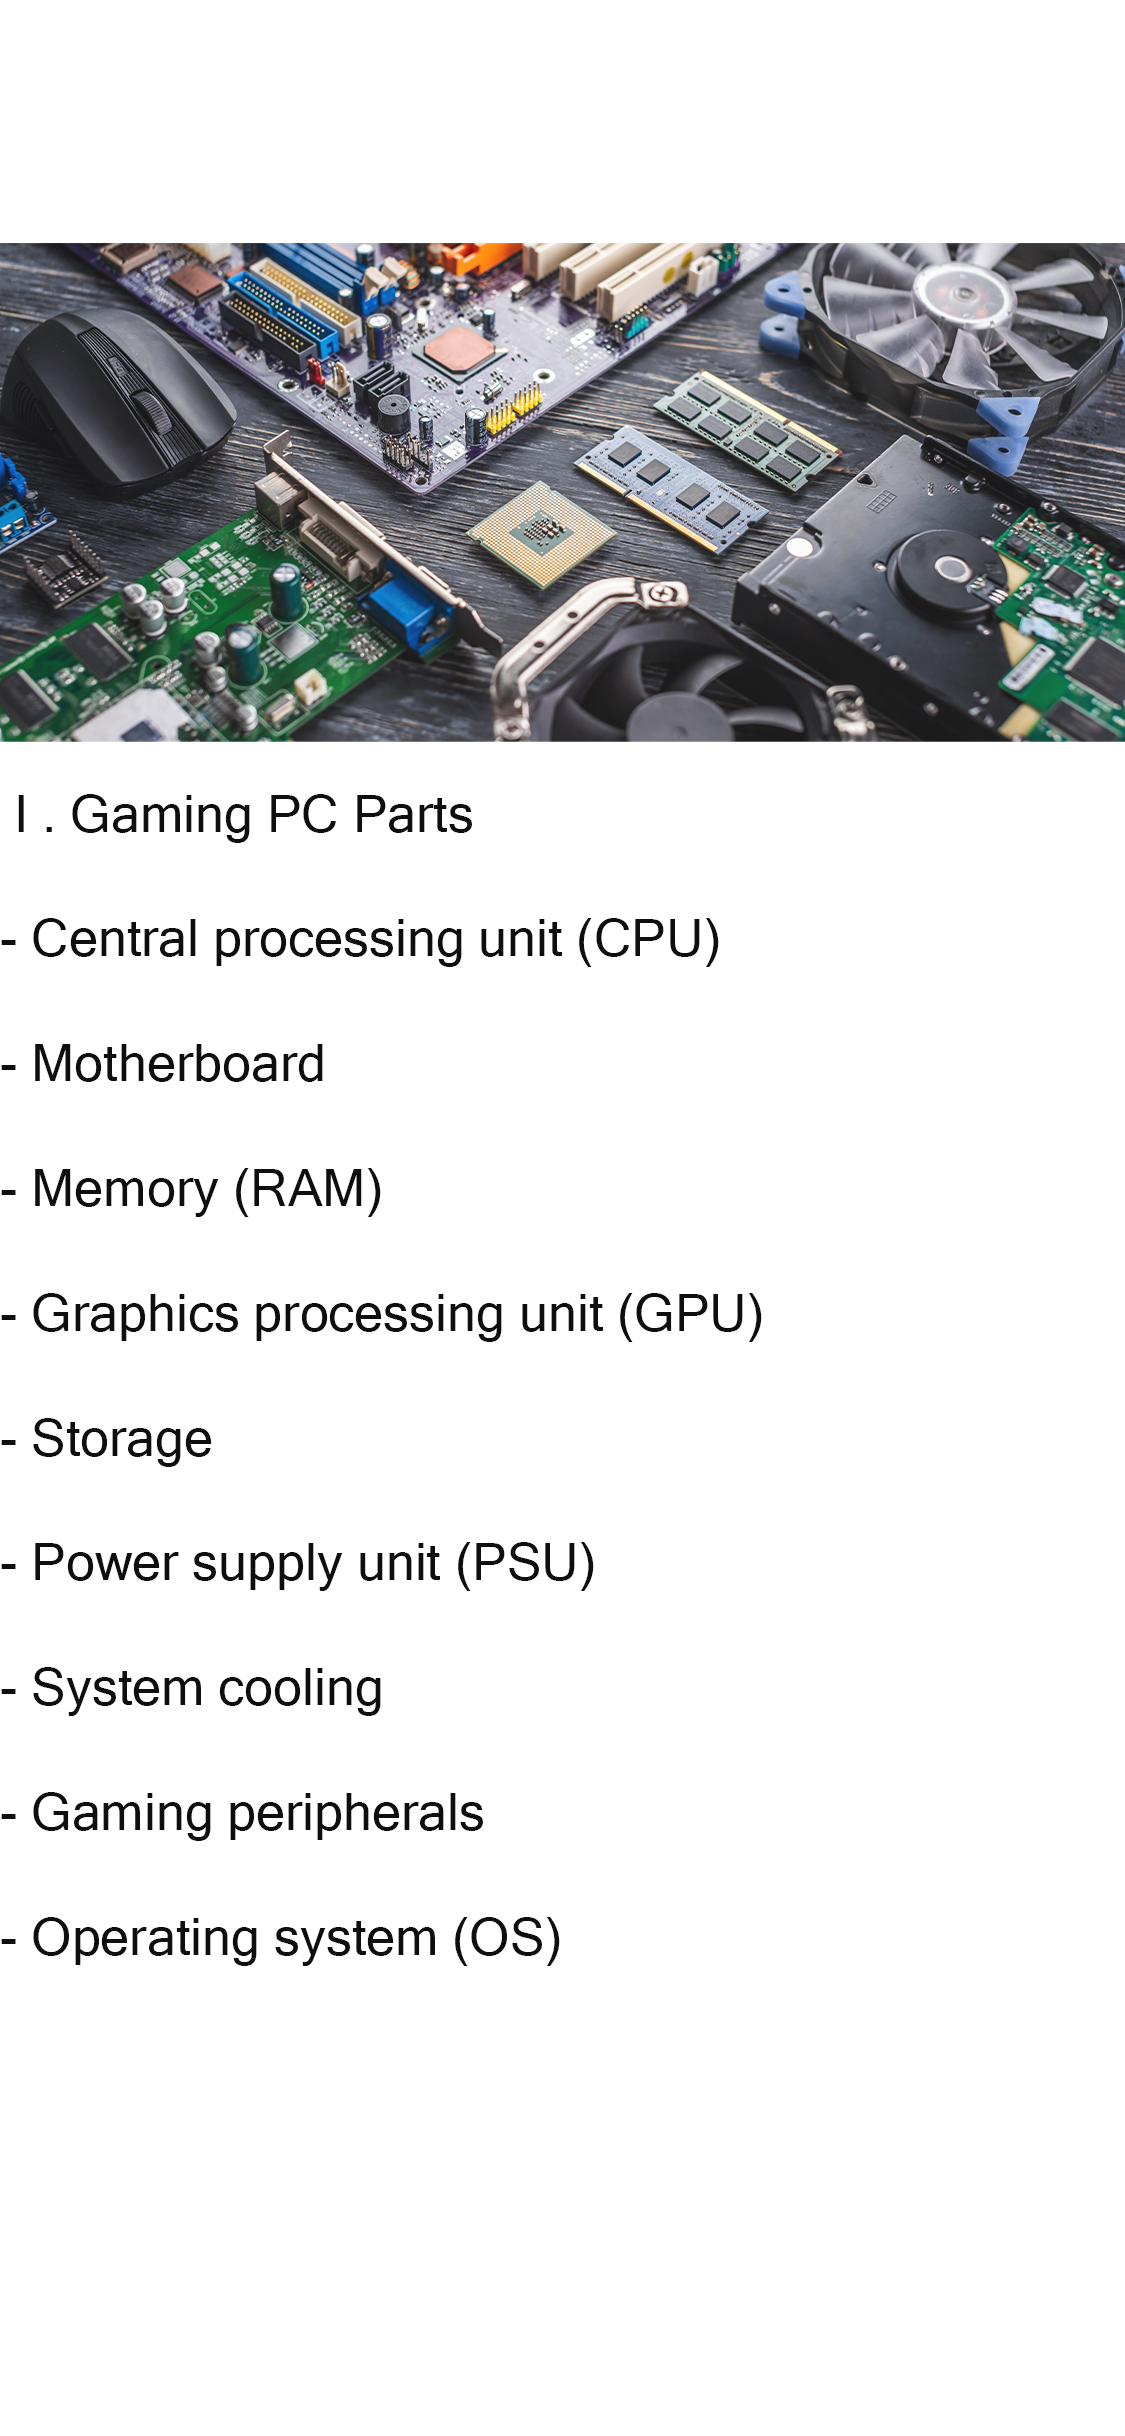 I . Gaming PC Parts
- Central processing unit (CPU)
- Motherboard
- Memory (RAM)
- Graphics processing unit (GPU)
- Storage
- Power supply unit (PSU)
- System cooling
- Gaming peripherals
- Operating system (OS)